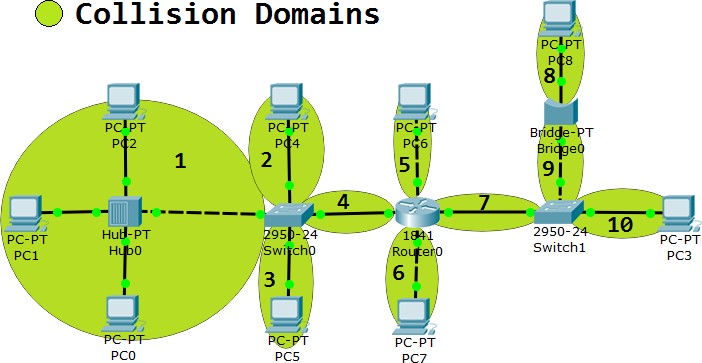 Collision Domains
PC-PT
PC8
8
PC-PT
PC2
PC-PT
PC4
PC-PT
PC6
Bridge-PT
Bridge0
1
2
5
9
PC-PT
PC1
Hub-PT
Hub0
2950-24
Switch0
4
1841
Router0
7
2950-24
Switch1
10
PC-PT
PC3
3
6
PC-PT
PC0
PC-PT
PC5
PC-PT
PC7